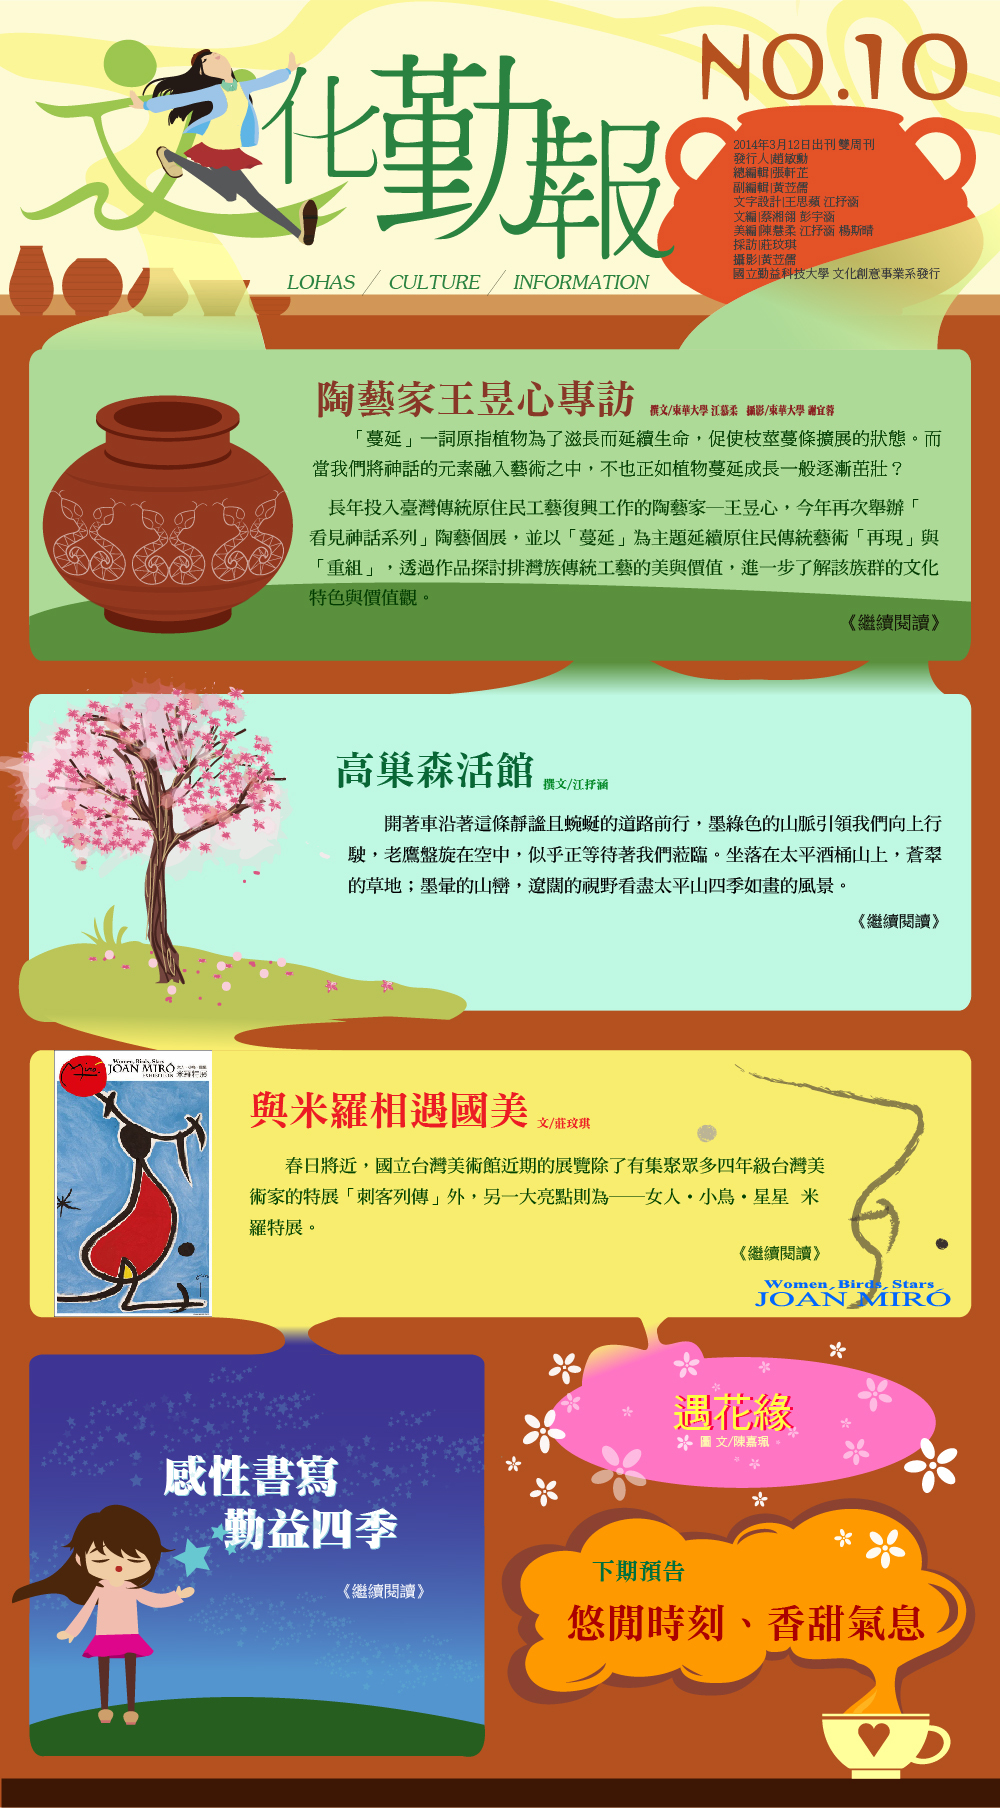 文化勤報
NO.10
LOHAS / CULTURE / INFORMATION
2014年3月12日出刊 雙周刊
發行人|趙敏勳
總編輯|張軒芷
副編輯|黃苙儒
文字設計|王思蘋 江抒涵
文編|蔡湘翎 彭宇涵
美編|陳慧柔 江抒涵 楊斯晴
採訪|莊玟琪
攝影|黃苙儒
國立勤益科技大學 文化創意事業系發行
陶藝家王昱心專訪 撰文/東華大學 江慕柔 攝影/東華大學 謝宜蓉
「蔓延」一詞原指植物為了滋長而延續生命，促使枝莖蔓條擴展的狀態。而
當我們將神話的元素融入藝術之中，不也正如植物蔓延成長一般逐漸茁壯？
長年投入臺灣傳統原住民工藝復興工作的陶藝家─王昱心，今年再次舉辦「
看見神話系列」陶藝個展，並以「蔓延」為主題延續原住民傳統藝術「再現」與
「重組」，透過作品探討排灣族傳統工藝的美與價值，進一步了解該族群的文化
特色與價值觀。
《繼續閱讀》
高巢森活館 撰文/江抒涵
開著車沿著這條靜謐且蜿蜒的道路前行，墨綠色的山脈引領我們向上行
駛，老鷹盤旋在空中，似乎正等待著我們蒞臨。坐落在太平酒桶山上，蒼翠
的草地；墨暈的山巒，遼闊的視野看盡太平山四季如畫的風景。
《繼續閱讀》
Women, Birds, Stars
JOAN MIRÓ
與米羅相遇國美 文/莊玟琪
春日將近，國立台灣美術館近期的展覽除了有集聚眾多四年級台灣美
術家的特展「刺客列傳」外，另一大亮點則為──女人・小鳥・星星 米
羅特展。
《繼續閱讀》
Women, Birds, Stars
JOAN MIRÓ
感性書寫
勤益四季
《繼續閱讀》
遇花緣
圖 文/陳嘉珮
下期預告
悠閒時刻、香甜氣息